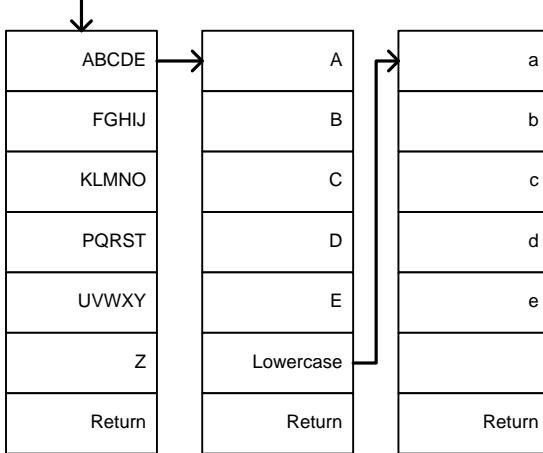 ABCDE
FGHIJ
KLMNO
PQRST
UVWXY
Z
Return
A
B
C
D
E
Lowercase
Return
a
b
c
d
e
Return